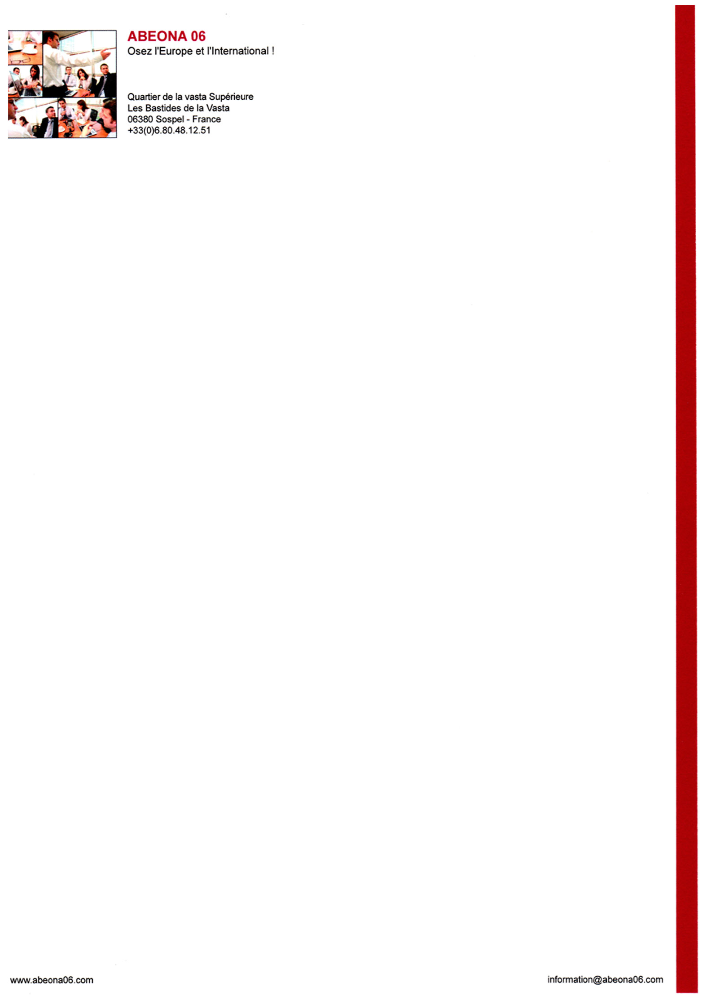 ABEONA 06
Osez l'Europe et l'International !
Quartier de la vasta Supérieure
Les Bastides de la Vasta
06380 Sospel - France
+33(0)6.80.48.12.51
www.abeona06.com
information@abeona06.com